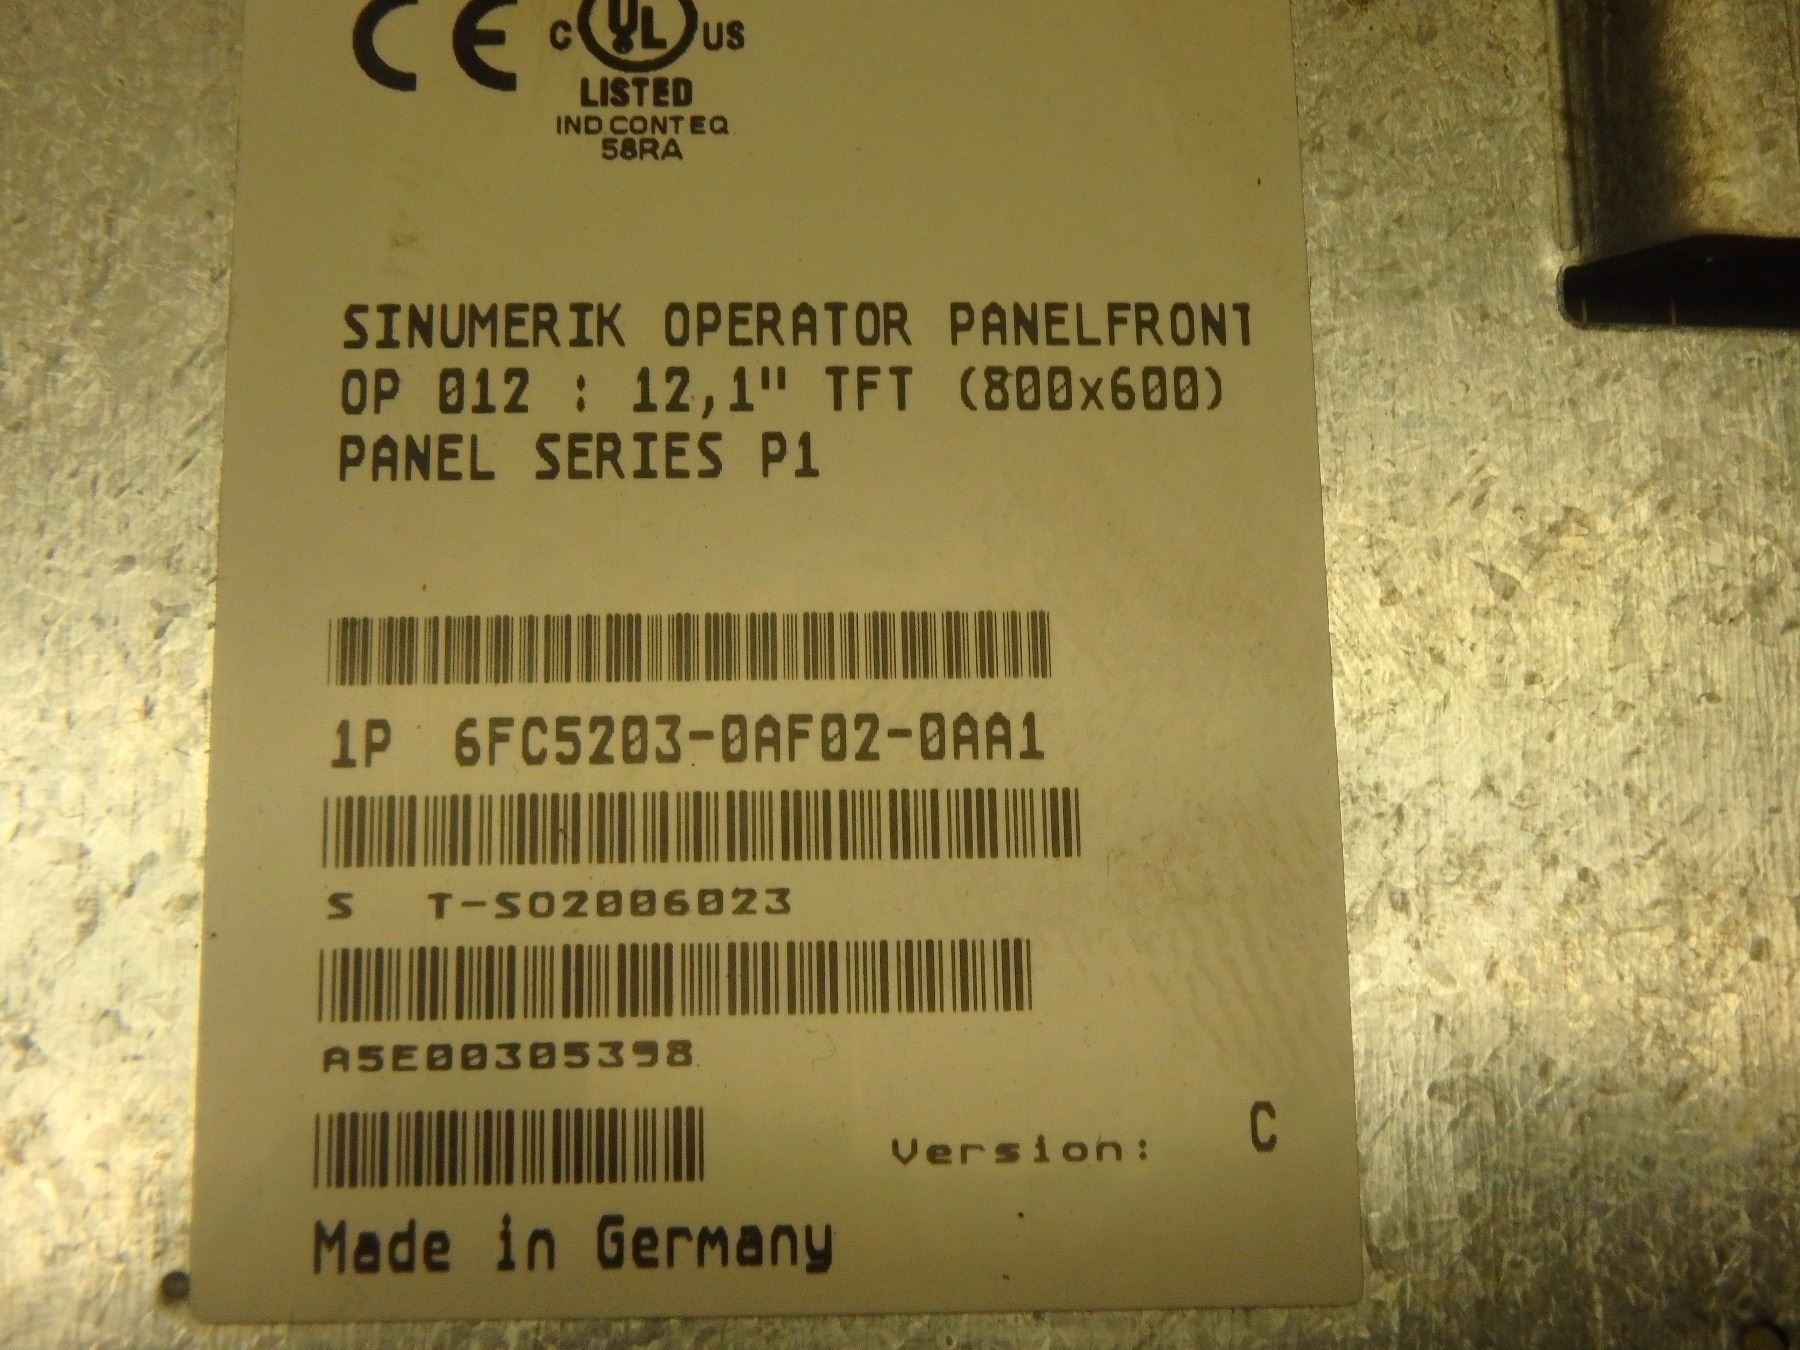 CE C UL US
LISTED
IND.CONT.EQ.
58RA
SINUMERIK OPERATOR PANELFRONT
OP 012 : 12,1" TFT (800x600)
PANEL SERIES P1
1P 6FC5203-0AF02-0AA1
S T-SO2006023
A5E00305398
Version: C
Made in Germany